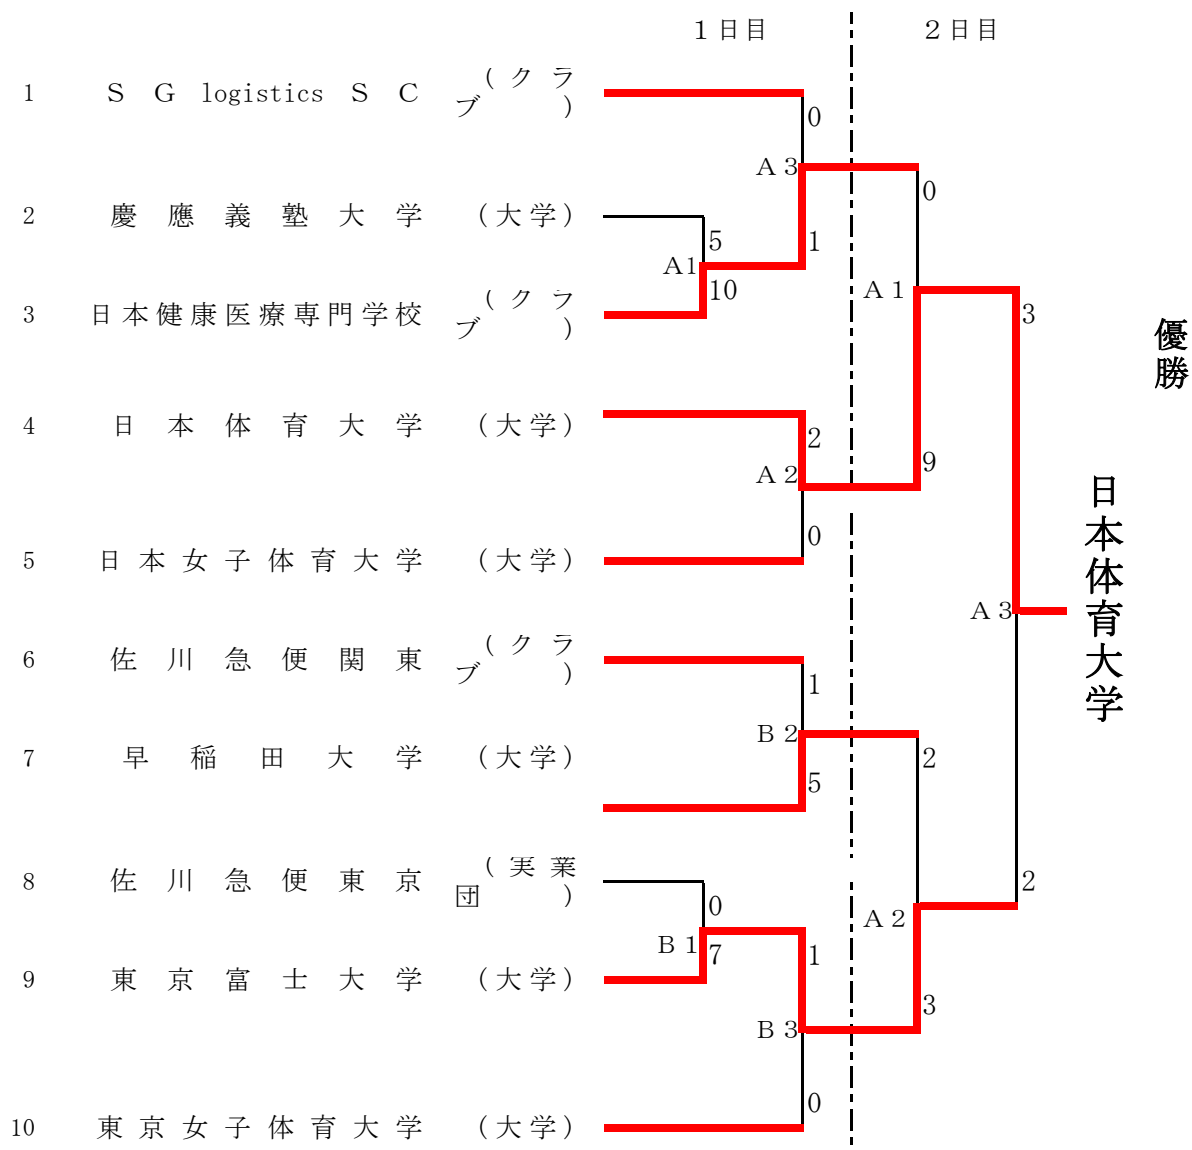 １日目 ２日目
1 ＳＧ logistics ＳＣ (クラブ)
0
Ａ３
0
2 慶應義塾大学 (大学)
5
1
Ａ1
10
3 日本健康医療専門学校 (クラブ)
Ａ１
3
優勝
4 日本体育大学 (大学)
2
Ａ２
9
0
5 日本女子体育大学 (大学)
Ａ３
日本体育大学
6 佐川急便関東 (クラブ)
1
Ｂ２
2
7 早稲田大学 (大学)
5
8 佐川急便東京 (実業団)
0
2
Ａ２
Ｂ１
7
1
9 東京富士大学 (大学)
3
Ｂ３
0
10 東京女子体育大学 (大学)